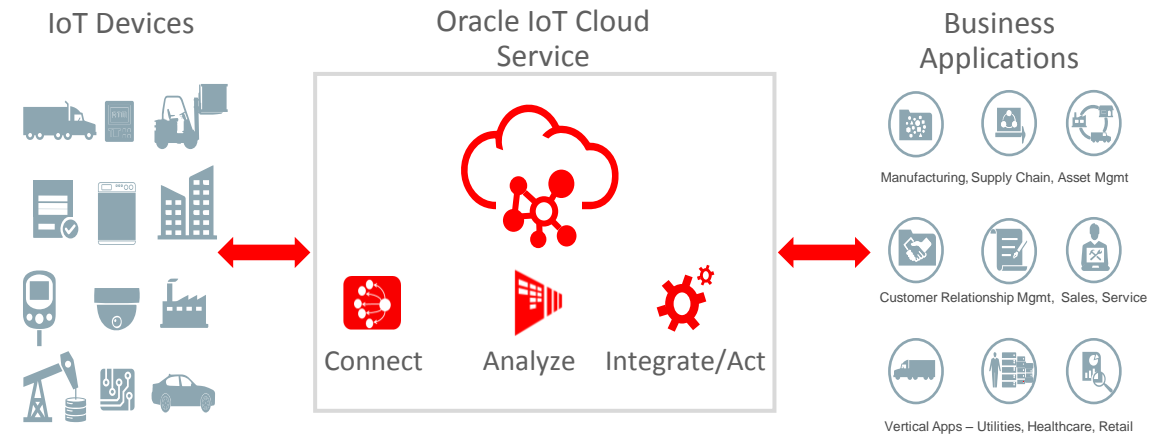 IoT Devices
Oracle IoT Cloud
Service
Business
Applications
Manufacturing, Supply Chain, Asset Mgmt
Customer Relationship Mgmt, Sales, Service
Connect
Analyze
Integrate/Act
Vertical Apps – Utilities, Healthcare, Retail